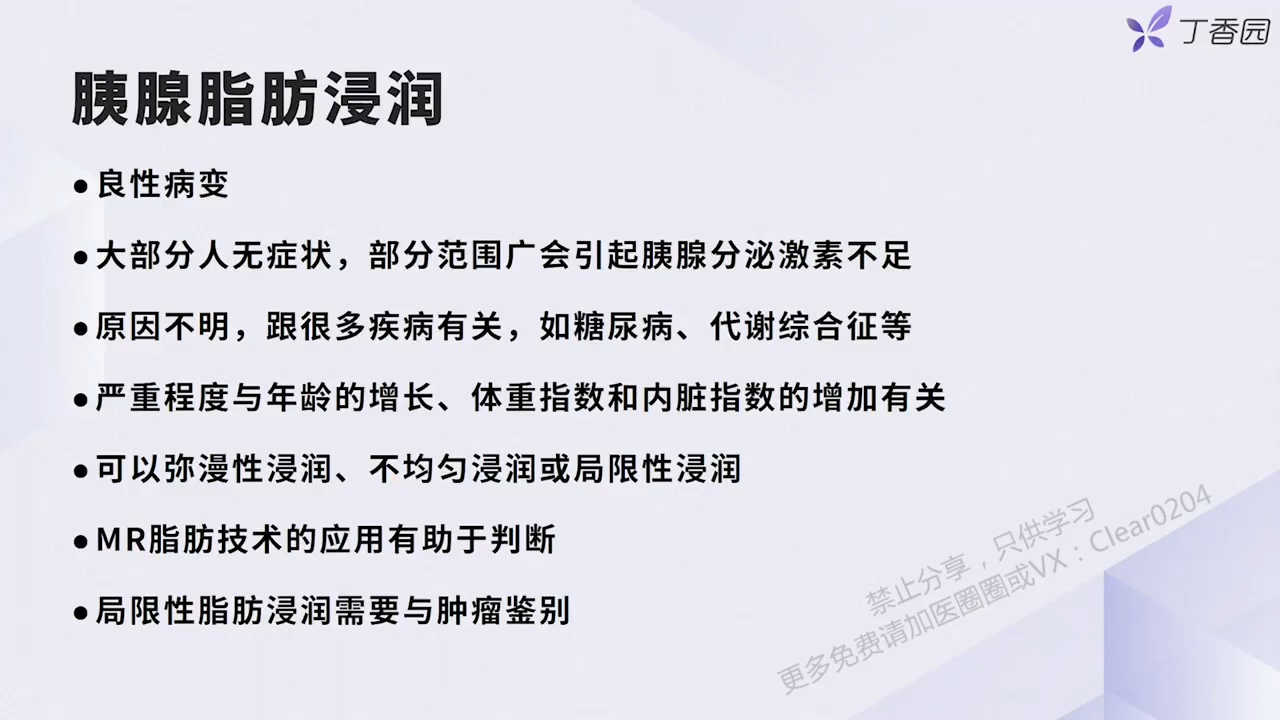 丁香园
胰腺脂肪浸润
●良性病变
●大部分人无症状，部分范围广会引起胰腺分泌激素不足
●原因不明，跟很多疾病有关，如糖尿病、代谢综合征等
●严重程度与年龄的增长、体重指数和内脏指数的增加有关
●可以弥漫性浸润、不均匀浸润或局限性浸润
●MR脂肪技术的应用有助于判断
●局限性脂肪浸润需要与肿瘤鉴别
禁止分享，只供学习
更多免费请加医圈圈或VX：Clear0204